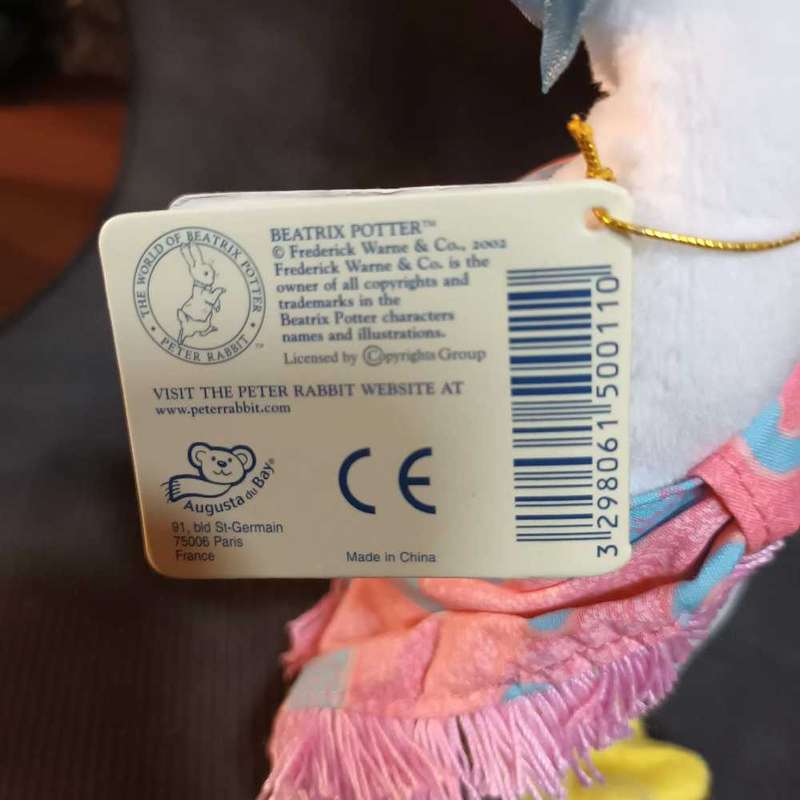 THE WORLD OF BEATRIX POTTER
• PETER RABBIT •™
BEATRIX POTTER™
© Frederick Warne & Co., 2002
Frederick Warne & Co. is the
owner of all copyrights and
trademarks in the
Beatrix Potter characters
names and illustrations.
Licensed by ©opyrights Group
VISIT THE PETER RABBIT WEBSITE AT
www.peterrabbit.com
Augusta du Bay®
91, bld St-Germain
75006 Paris
France
CE
Made in China
3 298061 500110